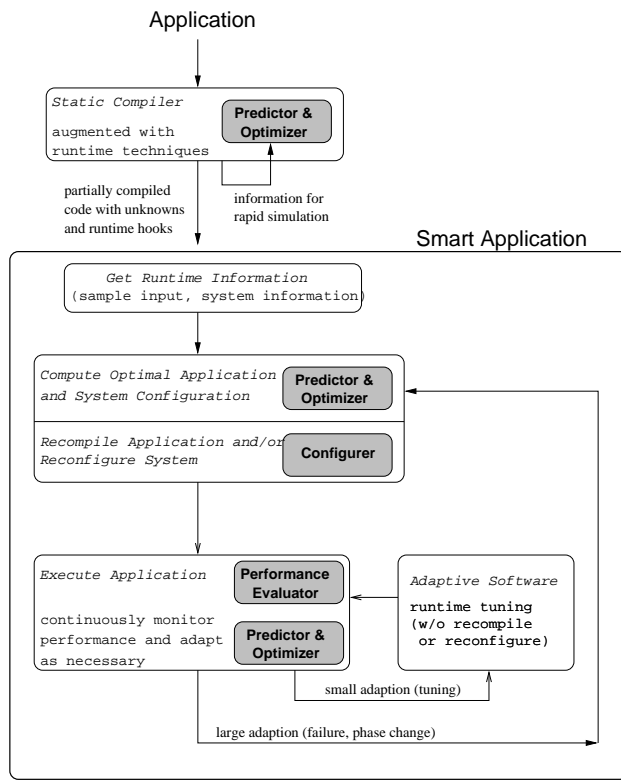 Application
Static Compiler
augmented with
runtime techniques
Predictor &
Optimizer
partially compiled
code with unknowns
and runtime hooks
information for
rapid simulation
Smart Application
Get Runtime Information
(sample input, system information)
Compute Optimal Application
and System Configuration
Predictor &
Optimizer
Recompile Application and/or
Reconfigure System
Configurer
Execute Application
continuously monitor
performance and adapt
as necessary
Performance
Evaluator
Predictor &
Optimizer
Adaptive Software
runtime tuning
(w/o recompile
or reconfigure)
small adaption (tuning)
large adaption (failure, phase change)